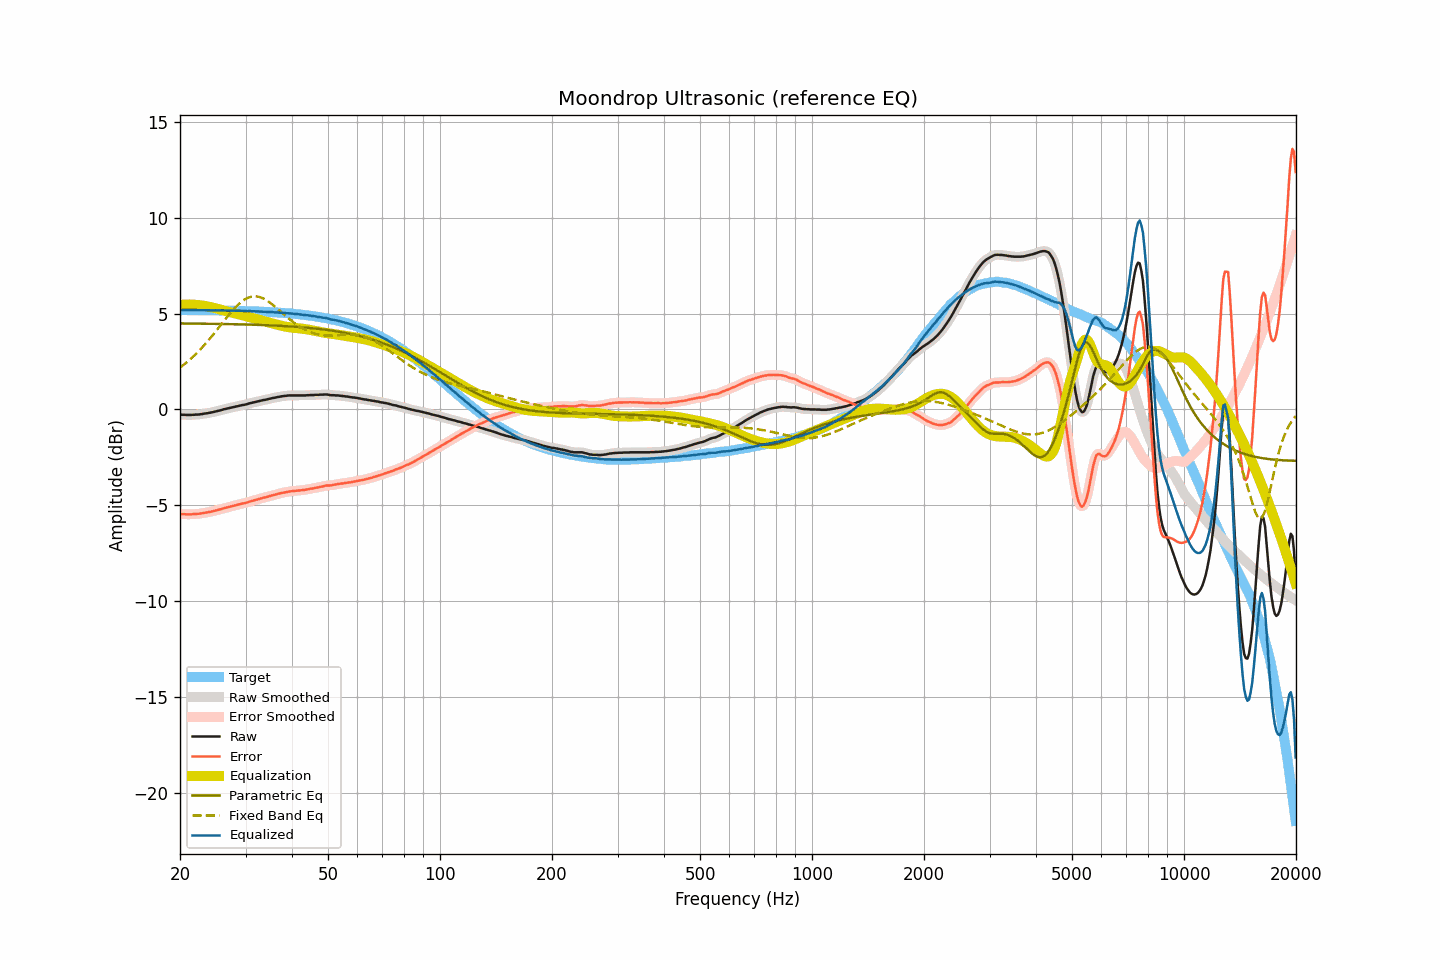 Moondrop Ultrasonic (reference EQ)
15
10
5
0
−5
−10
−15
−20
Amplitude (dBr)
Target
Raw Smoothed
Error Smoothed
Raw
Error
Equalization
Parametric Eq
Fixed Band Eq
Equalized
20 50 100 200 500 1000 2000 5000 10000 20000
Frequency (Hz)